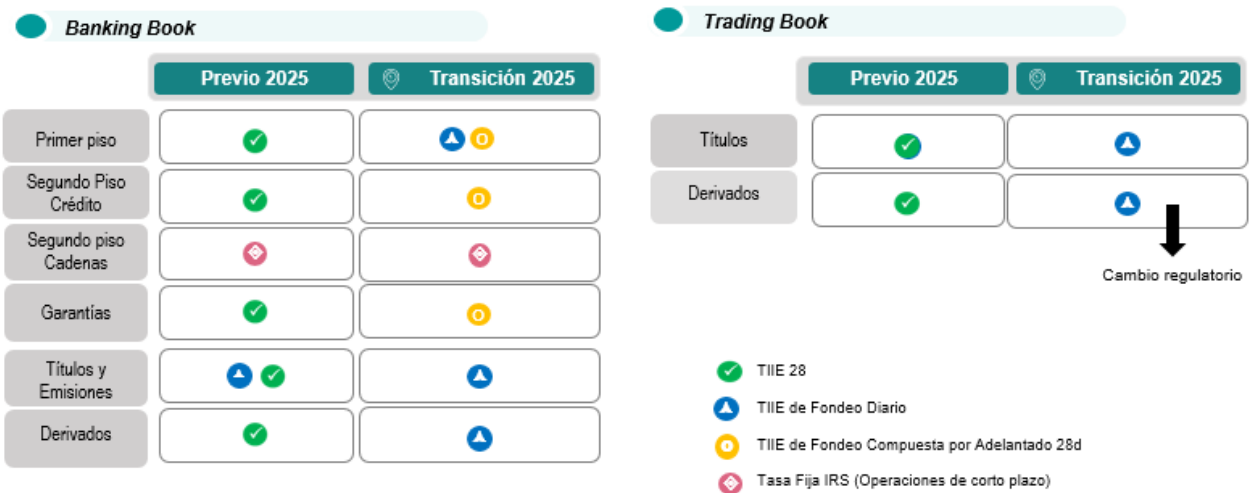 Banking Book
Previo 2025
Transición 2025
Primer piso
Segundo Piso
Crédito
Segundo piso
Cadenas
Garantías
Títulos y
Emisiones
Derivados
Trading Book
Previo 2025
Transición 2025
Títulos
Derivados
Cambio regulatorio
TIIE 28
TIIE de Fondeo Diario
TIIE de Fondeo Compuesta por Adelantado 28d
Tasa Fija IRS (Operaciones de corto plazo)